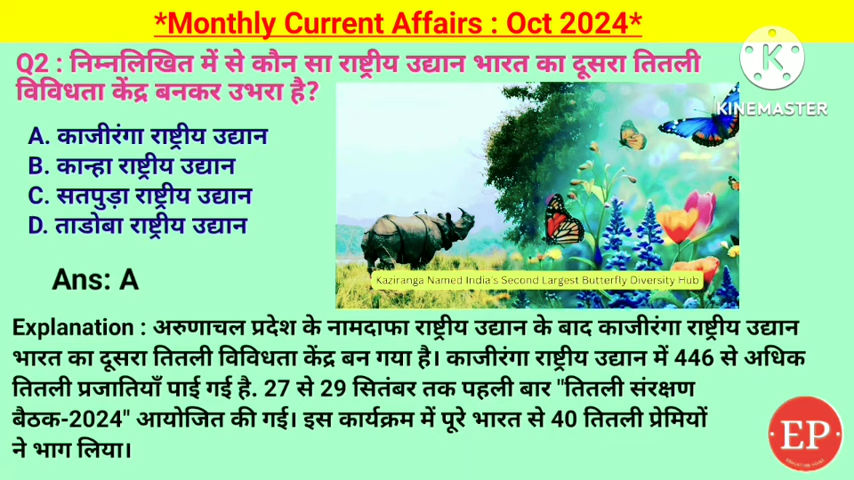 *Monthly Current Affairs : Oct 2024*
Q2 : निम्नलिखित में से कौन सा राष्ट्रीय उद्यान भारत का दूसरा तितली
विविधता केंद्र बनकर उभरा है?
K
KINEMASTER
A. काजीरंगा राष्ट्रीय उद्यान
B. कान्हा राष्ट्रीय उद्यान
C. सतपुड़ा राष्ट्रीय उद्यान
D. ताडोबा राष्ट्रीय उद्यान
Kaziranga Named India's Second Largest Butterfly Diversity Hub
Ans: A
Explanation : अरुणाचल प्रदेश के नामदाफा राष्ट्रीय उद्यान के बाद काजीरंगा राष्ट्रीय उद्यान
भारत का दूसरा तितली विविधता केंद्र बन गया है। काजीरंगा राष्ट्रीय उद्यान में 446 से अधिक
तितली प्रजातियाँ पाई गई है. 27 से 29 सितंबर तक पहली बार "तितली संरक्षण
बैठक-2024" आयोजित की गई। इस कार्यक्रम में पूरे भारत से 40 तितली प्रेमियों
ने भाग लिया।
EP